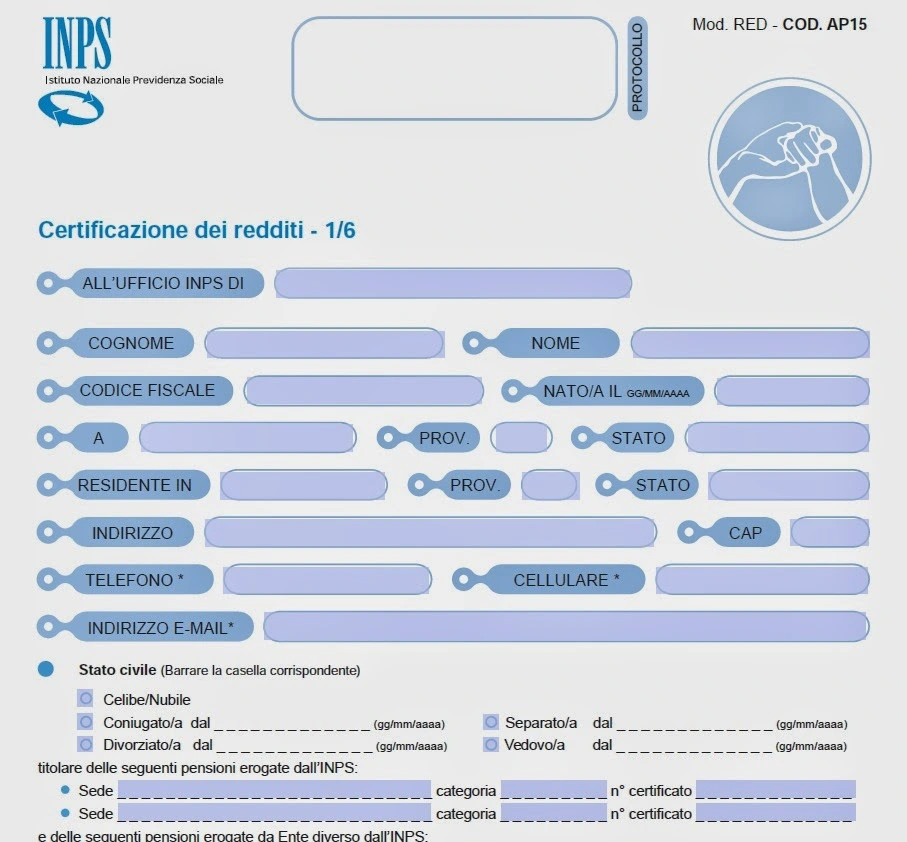 INPS
Istituto Nazionale Previdenza Sociale
PROTOCOLLO
Mod. RED - COD. AP15
Certificazione dei redditi - 1/6
ALL'UFFICIO INPS DI
COGNOME NOME
CODICE FISCALE NATO/A IL GG/MM/AAAA
A PROV. STATO
RESIDENTE IN PROV. STATO
INDIRIZZO CAP
TELEFONO * CELLULARE *
INDIRIZZO E-MAIL*
Stato civile (Barrare la casella corrispondente)
Celibe/Nubile
Coniugato/a dal _ _ _ _ _ _ _ _ _ _ _ _ _ (gg/mm/aaaa) Separato/a dal _ _ _ _ _ _ _ _ _ _ _ _ _ (gg/mm/aaaa)
Divorziato/a dal _ _ _ _ _ _ _ _ _ _ _ _ _ (gg/mm/aaaa) Vedovo/a dal _ _ _ _ _ _ _ _ _ _ _ _ _ (gg/mm/aaaa)
titolare delle seguenti pensioni erogate dall'INPS:
Sede _ _ _ _ _ _ _ _ _ _ _ _ _ categoria _ _ _ _ _ _ _ _ _ n° certificato _ _ _ _ _ _ _ _ _ _ _ _ _
Sede _ _ _ _ _ _ _ _ _ _ _ _ _ categoria _ _ _ _ _ _ _ _ _ n° certificato _ _ _ _ _ _ _ _ _ _ _ _ _
e delle seguenti pensioni erogate da Ente diverso dall'INPS: